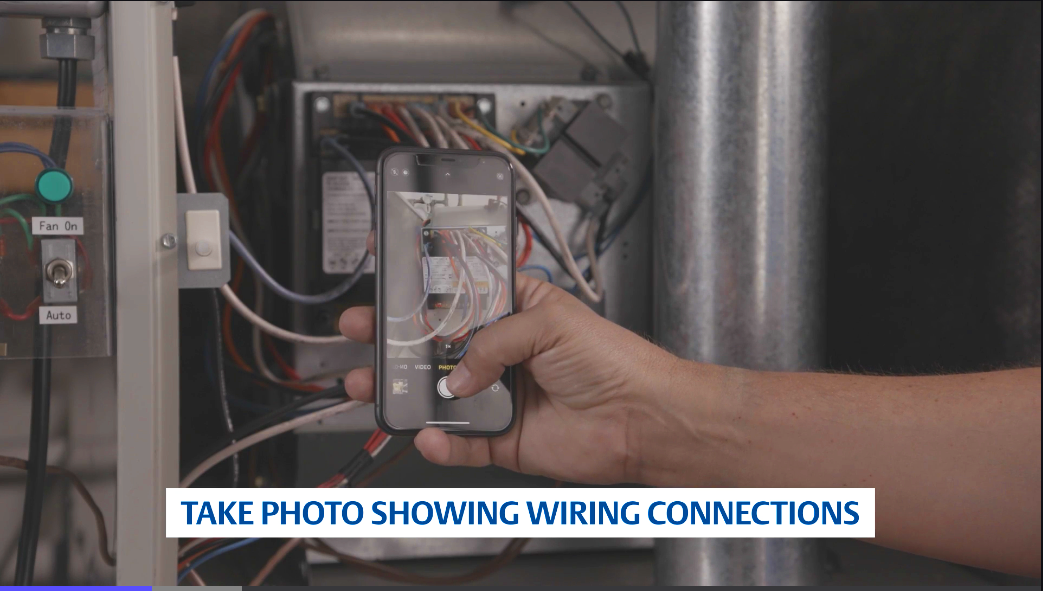 Fan On
Auto
VIDEO
PHOTO
TAKE PHOTO SHOWING WIRING CONNECTIONS